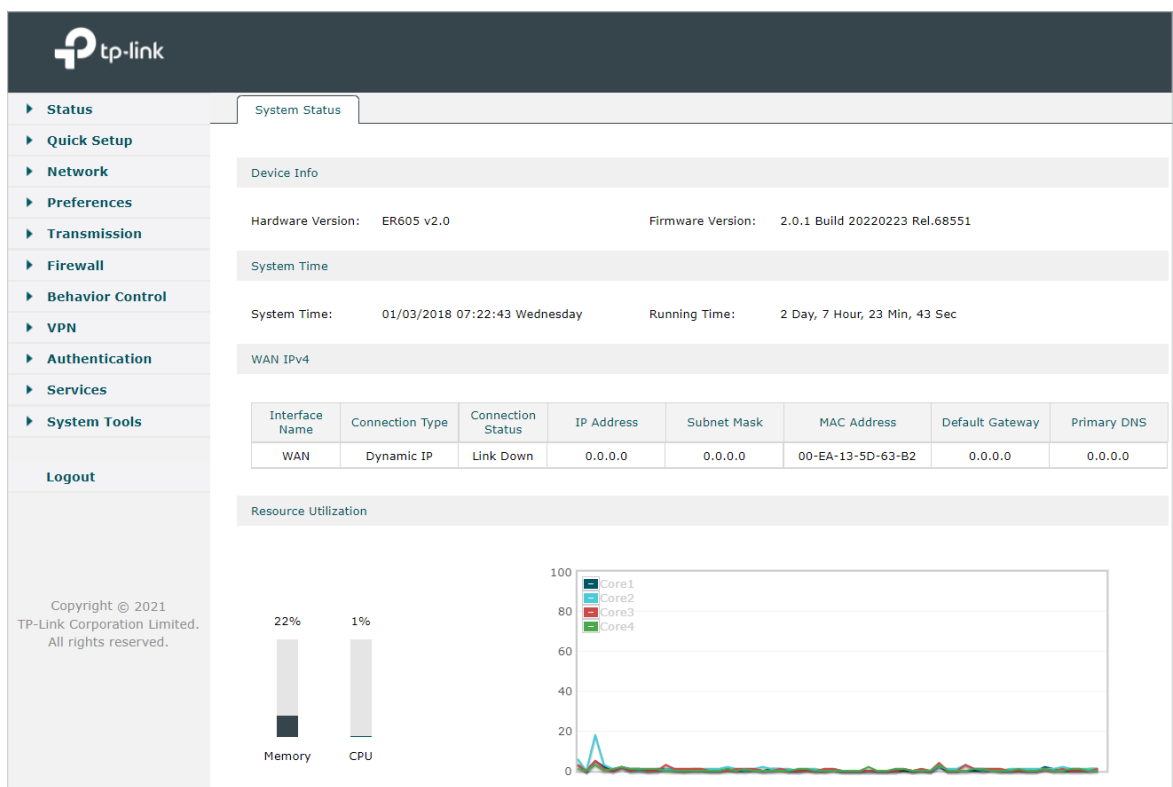 tp-link
Status
Quick Setup
Network
Preferences
Transmission
Firewall
Behavior Control
VPN
Authentication
Services
System Tools
Logout
Copyright © 2021
TP-Link Corporation Limited.
All rights reserved.
System Status
Device Info
Hardware Version: ER605 v2.0 Firmware Version: 2.0.1 Build 20220223 Rel.68551
System Time
System Time: 01/03/2018 07:22:43 Wednesday Running Time: 2 Day, 7 Hour, 23 Min, 43 Sec
WAN IPv4
Interface Name Connection Type Connection Status IP Address Subnet Mask MAC Address Default Gateway Primary DNS
WAN Dynamic IP Link Down 0.0.0.0 0.0.0.0 00-EA-13-5D-63-B2 0.0.0.0 0.0.0.0
Resource Utilization
22% 1%
Memory CPU
100
80
60
40
20
0
Core1
Core2
Core3
Core4